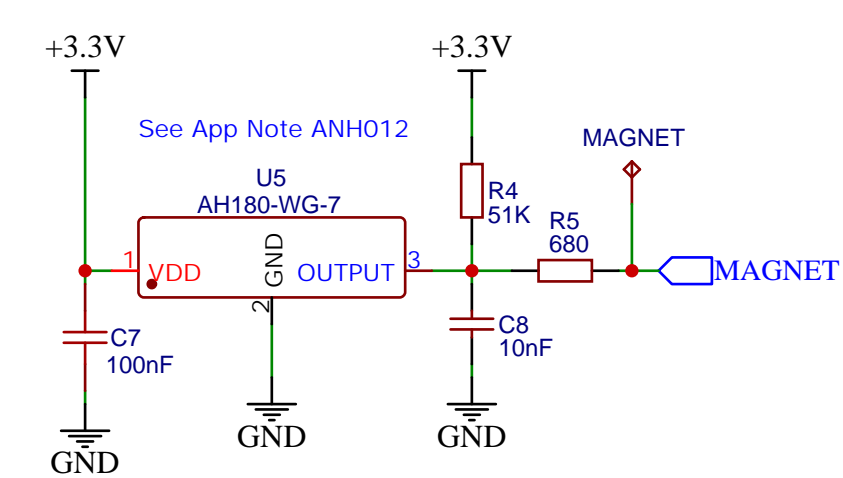 +3.3V
+3.3V
See App Note ANH012
MAGNET
U5
AH180-WG-7
R4
51K
R5
680
1
VDD
GND
OUTPUT
3
MAGNET
2
C7
100nF
C8
10nF
GND
GND
GND